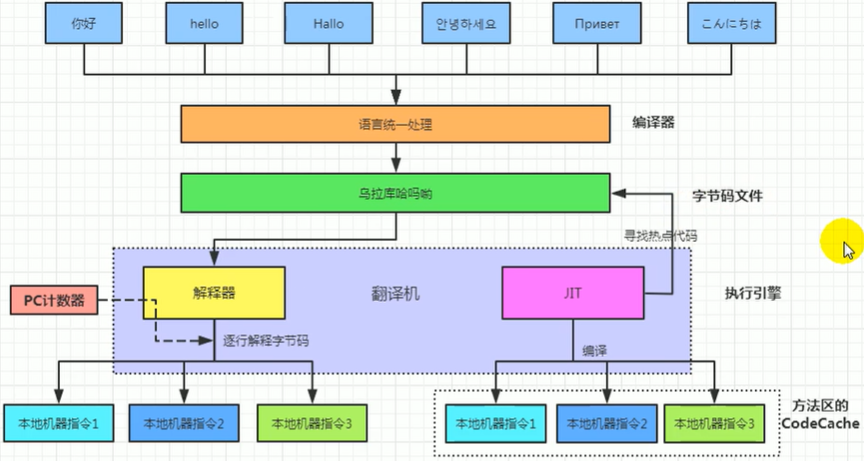 你好
hello
Hallo
안녕하세요
Привет
こんにちは
语言统一处理
编译器
乌拉库哈吗哟
字节码文件
寻找热点代码
解释器
翻译机
JIT
执行引擎
PC计数器
逐行解释字节码
编译
本地机器指令1
本地机器指令2
本地机器指令3
本地机器指令1
本地机器指令2
本地机器指令3
方法区的
CodeCache